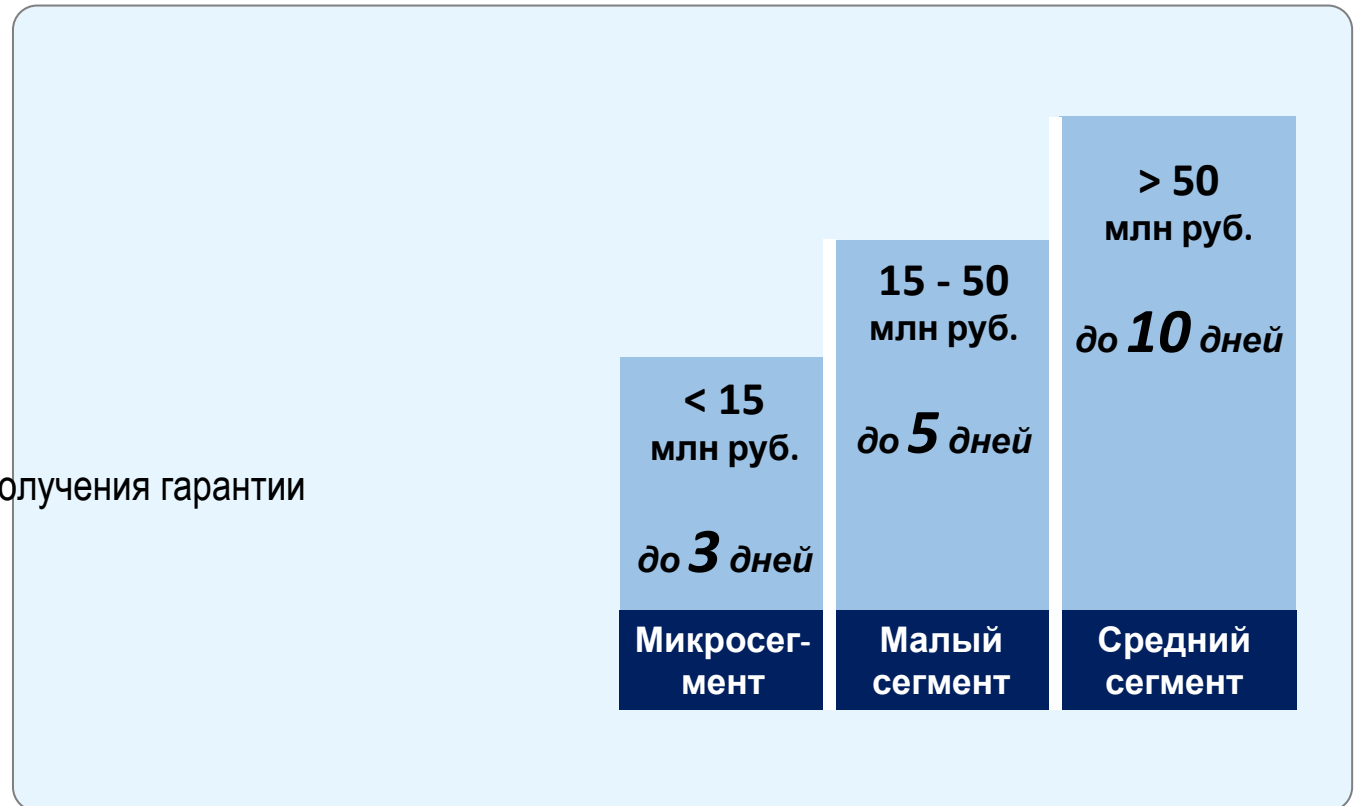 > 50
млн руб.
до 10 дней
15 - 50
млн руб.
до 5 дней
< 15
млн руб.
до 3 дней
олучения гарантии
Микросег-
мент
Малый
сегмент
Средний
сегмент